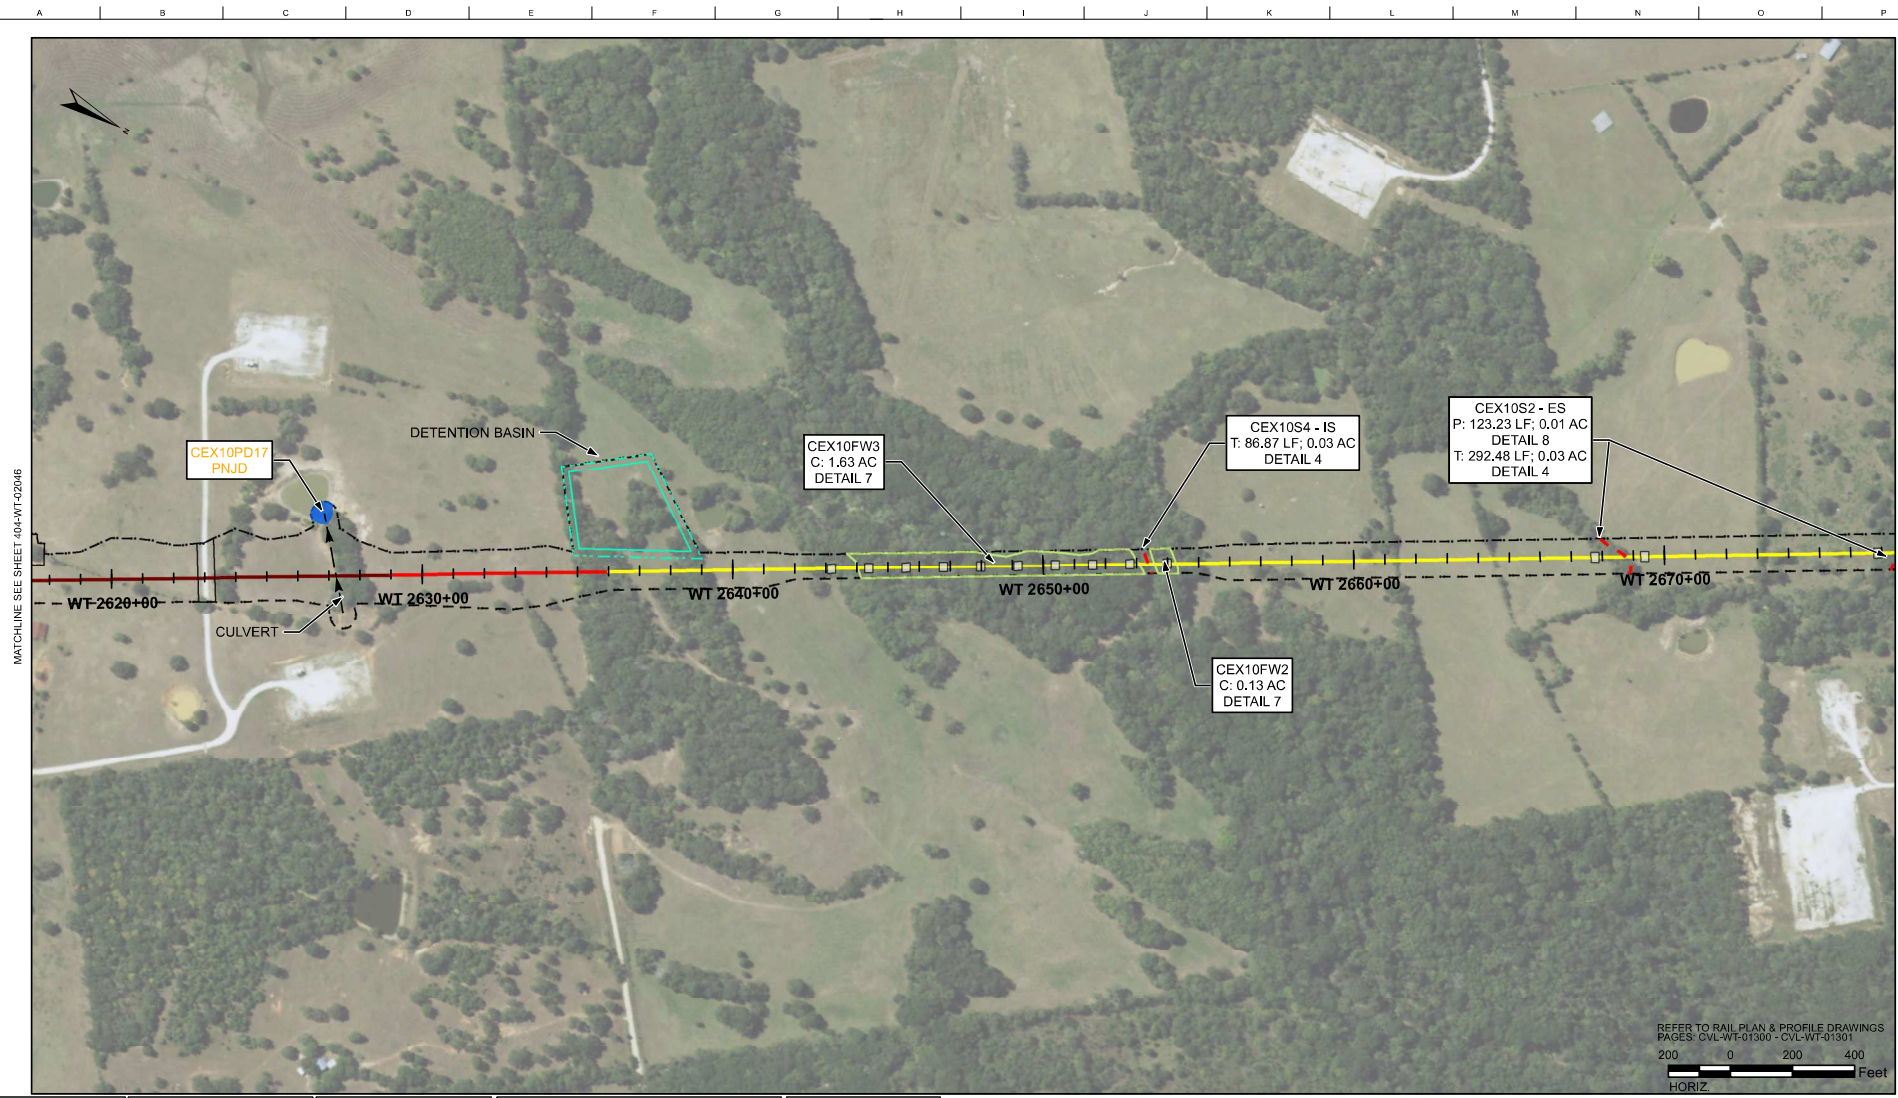 A B C D E F G H I J K L M N O P
N
MATCHLINE SEE SHEET 404-WT-02046
CEX10PD17
PNJD
DETENTION BASIN
CEX10FW3
C: 1.63 AC
DETAIL 7
CEX10S4 - IS
T: 86.87 LF; 0.03 AC
DETAIL 4
CEX10S2 - ES
P: 123.23 LF; 0.01 AC
DETAIL 8
T: 292.48 LF; 0.03 AC
DETAIL 4
WT 2620+00
WT 2630+00
WT 2640+00
WT 2650+00
WT 2660+00
WT 2670+00
CULVERT
CEX10FW2
C: 0.13 AC
DETAIL 7
REFER TO RAIL PLAN & PROFILE DRAWINGS
PAGES: CVL-WT-01300 - CVL-WT-01301
200 0 200 400
Feet
HORIZ.